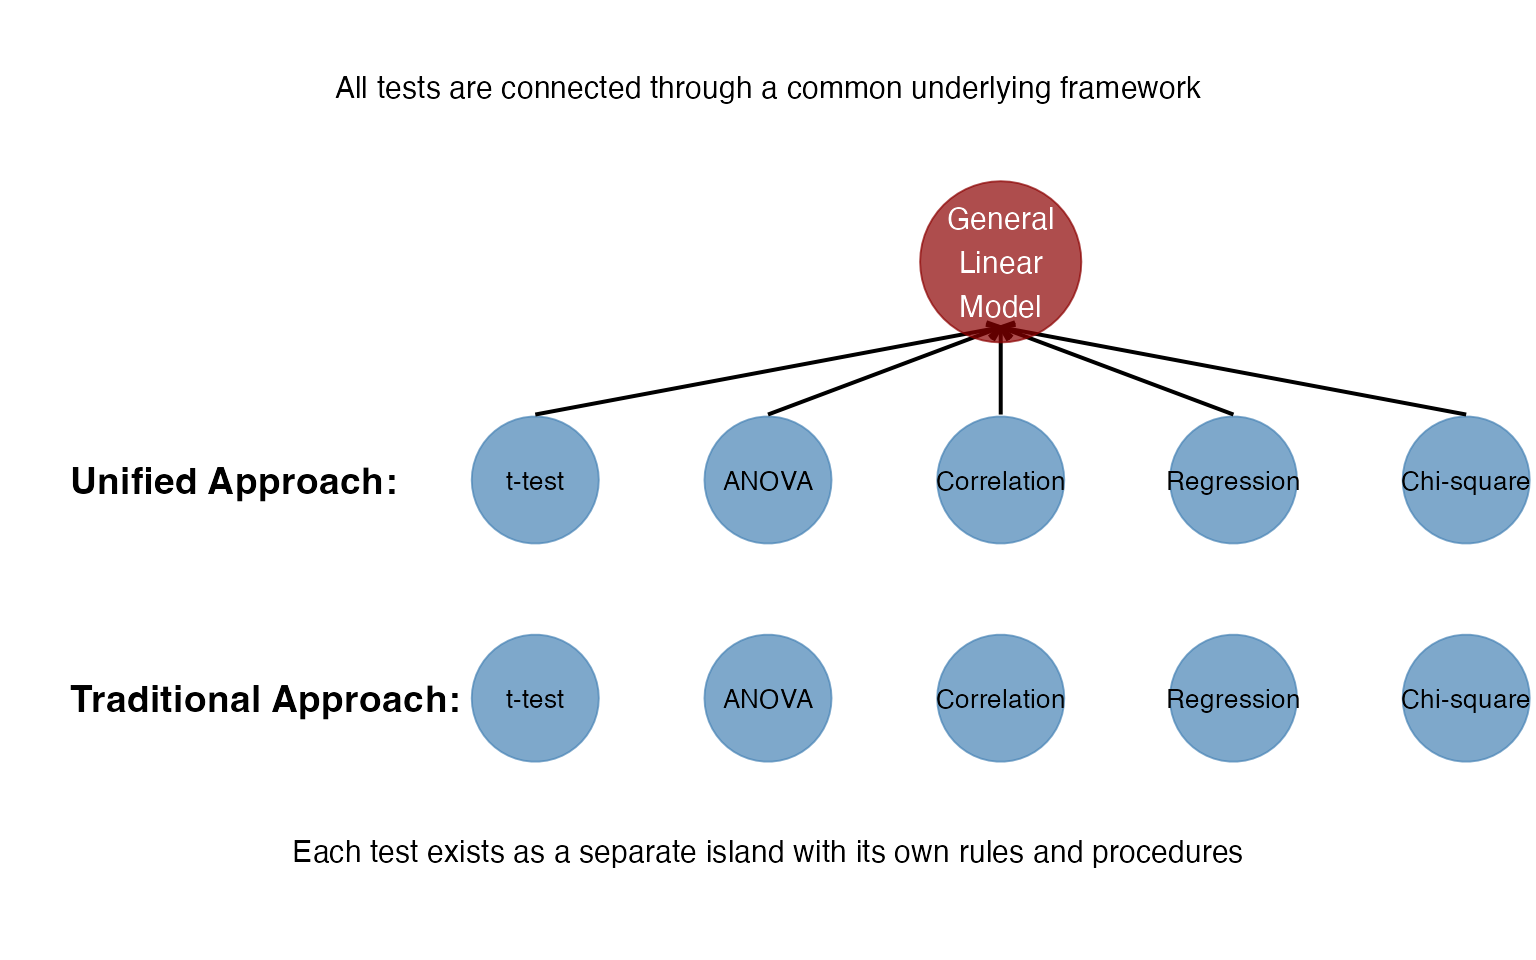 All tests are connected through a common underlying framework
General
Linear
Model
Unified Approach:
t-test
ANOVA
Correlation
Regression
Chi-square
Traditional Approach:
t-test
ANOVA
Correlation
Regression
Chi-square
Each test exists as a separate island with its own rules and procedures